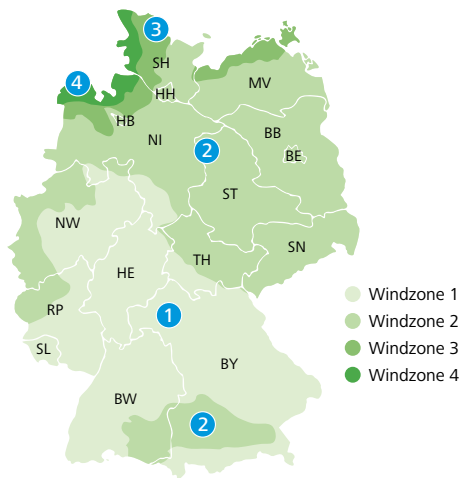 3
SH
4
HH
MV
HB
NI
2
BB
BE
ST
NW
TH
SN
HE
RP
1
SL
BY
BW
2
Windzone 1
Windzone 2
Windzone 3
Windzone 4